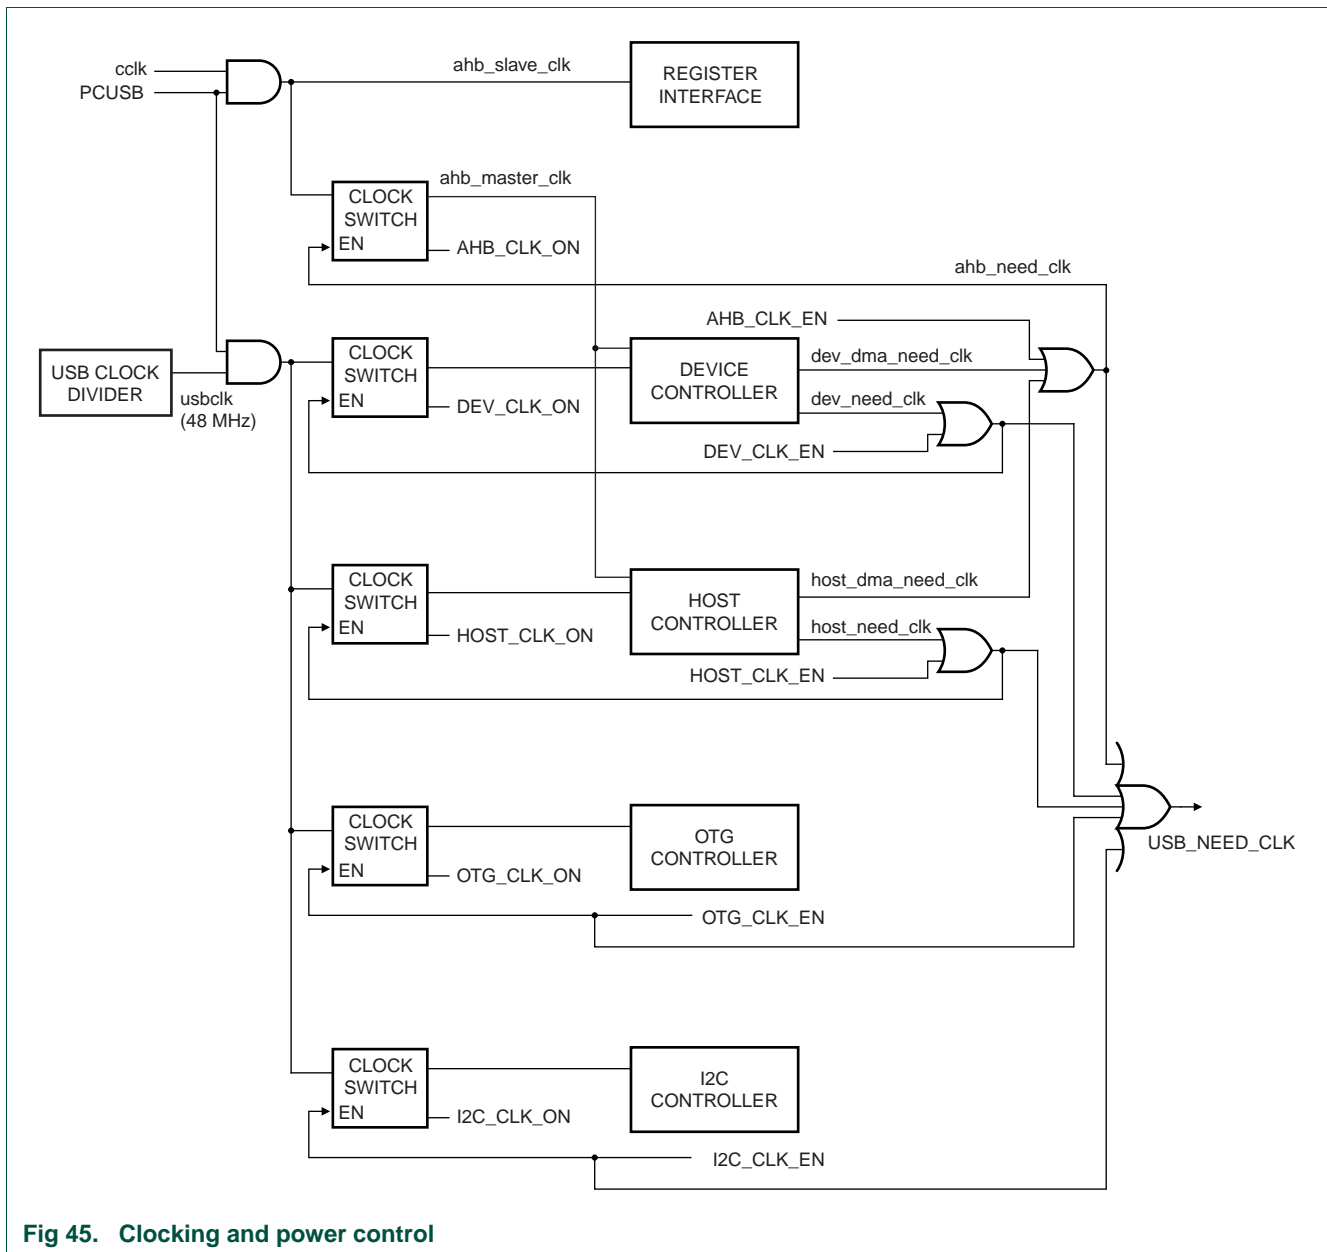 cclk
PCUSB
ahb_slave_clk
REGISTER
INTERFACE
CLOCK
SWITCH
EN
ahb_master_clk
AHB_CLK_ON
ahb_need_clk
AHB_CLK_EN
USB CLOCK
DIVIDER
usbclk
(48 MHz)
CLOCK
SWITCH
EN
DEV_CLK_ON
DEVICE
CONTROLLER
dev_dma_need_clk
dev_need_clk
DEV_CLK_EN
CLOCK
SWITCH
EN
HOST_CLK_ON
HOST
CONTROLLER
host_dma_need_clk
host_need_clk
HOST_CLK_EN
CLOCK
SWITCH
EN
OTG_CLK_ON
OTG
CONTROLLER
USB_NEED_CLK
OTG_CLK_EN
CLOCK
SWITCH
EN
I2C_CLK_ON
I2C
CONTROLLER
I2C_CLK_EN
Fig 45. Clocking and power control